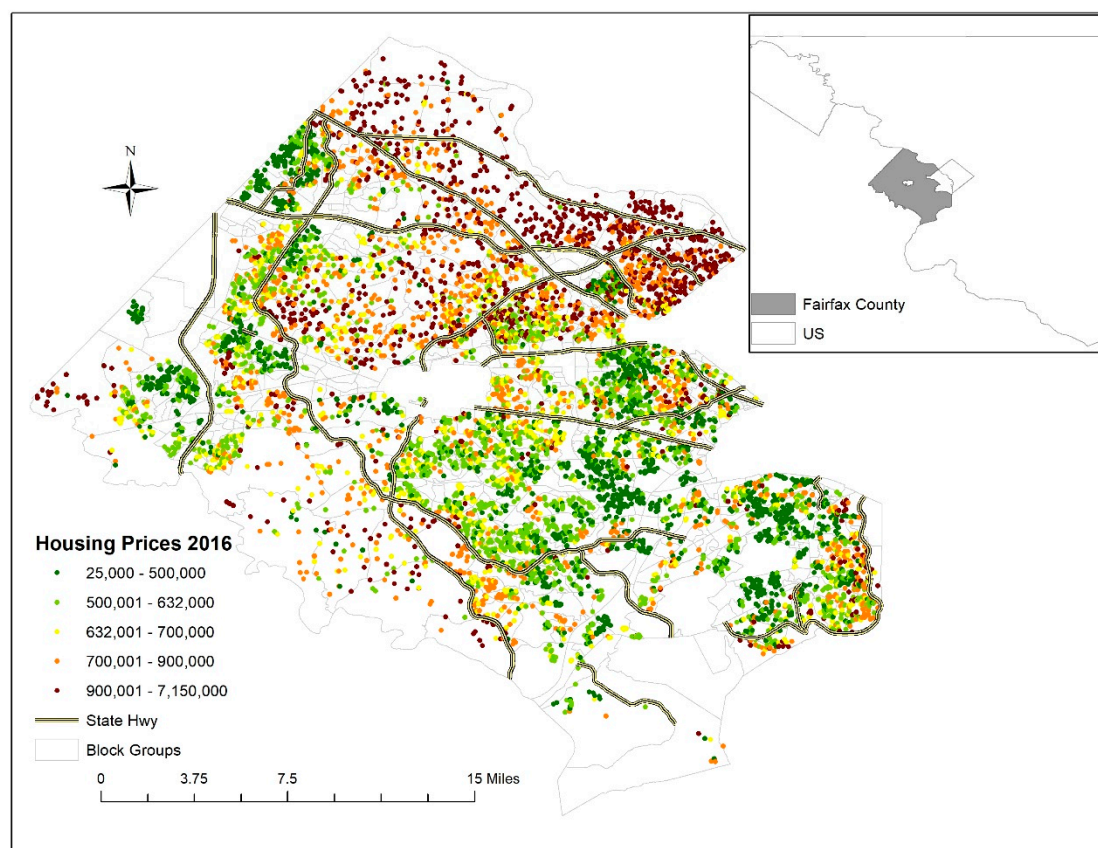 N
Fairfax County
US
Housing Prices 2016
25,000 - 500,000
500,001 - 632,000
632,001 - 700,000
700,001 - 900,000
900,001 - 7,150,000
State Hwy
Block Groups
0 3.75 7.5 15 Miles